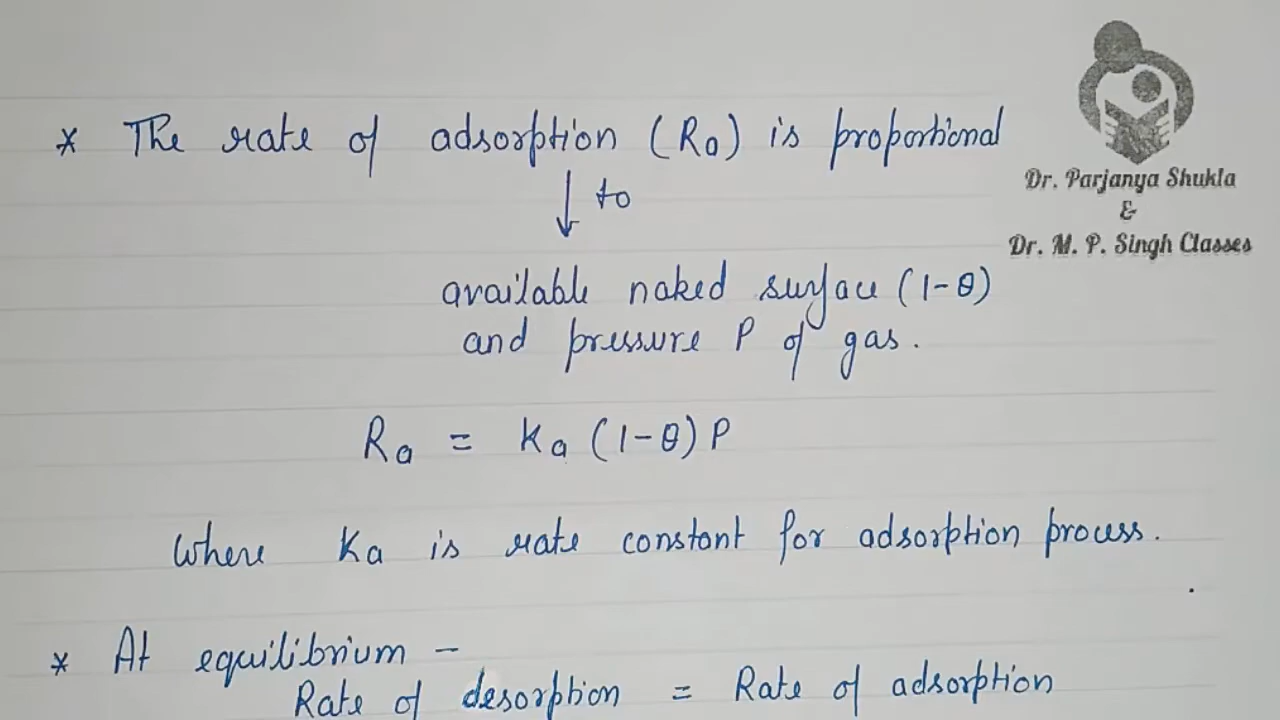 * The rate of adsorption (Ra) is proportional
↓ to
available naked surface (1-θ)
and pressure P of gas.
Ra = Ka (1-θ) P
Where Ka is rate constant for adsorption process.
* At equilibrium -
Rate of desorption = Rate of adsorption
Dr. Parjanya Shukla
&
Dr. M. P. Singh Classes